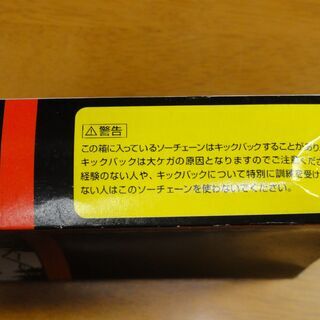 ⚠警告
この箱に入っているソーチェーンはキックバックすることがあり
キックバックは大ケガの原因となりますのでご注意くださ
経験のない人や、キックバックについて特別に訓練を受け
ない人はこのソーチェーンを使わないでください。